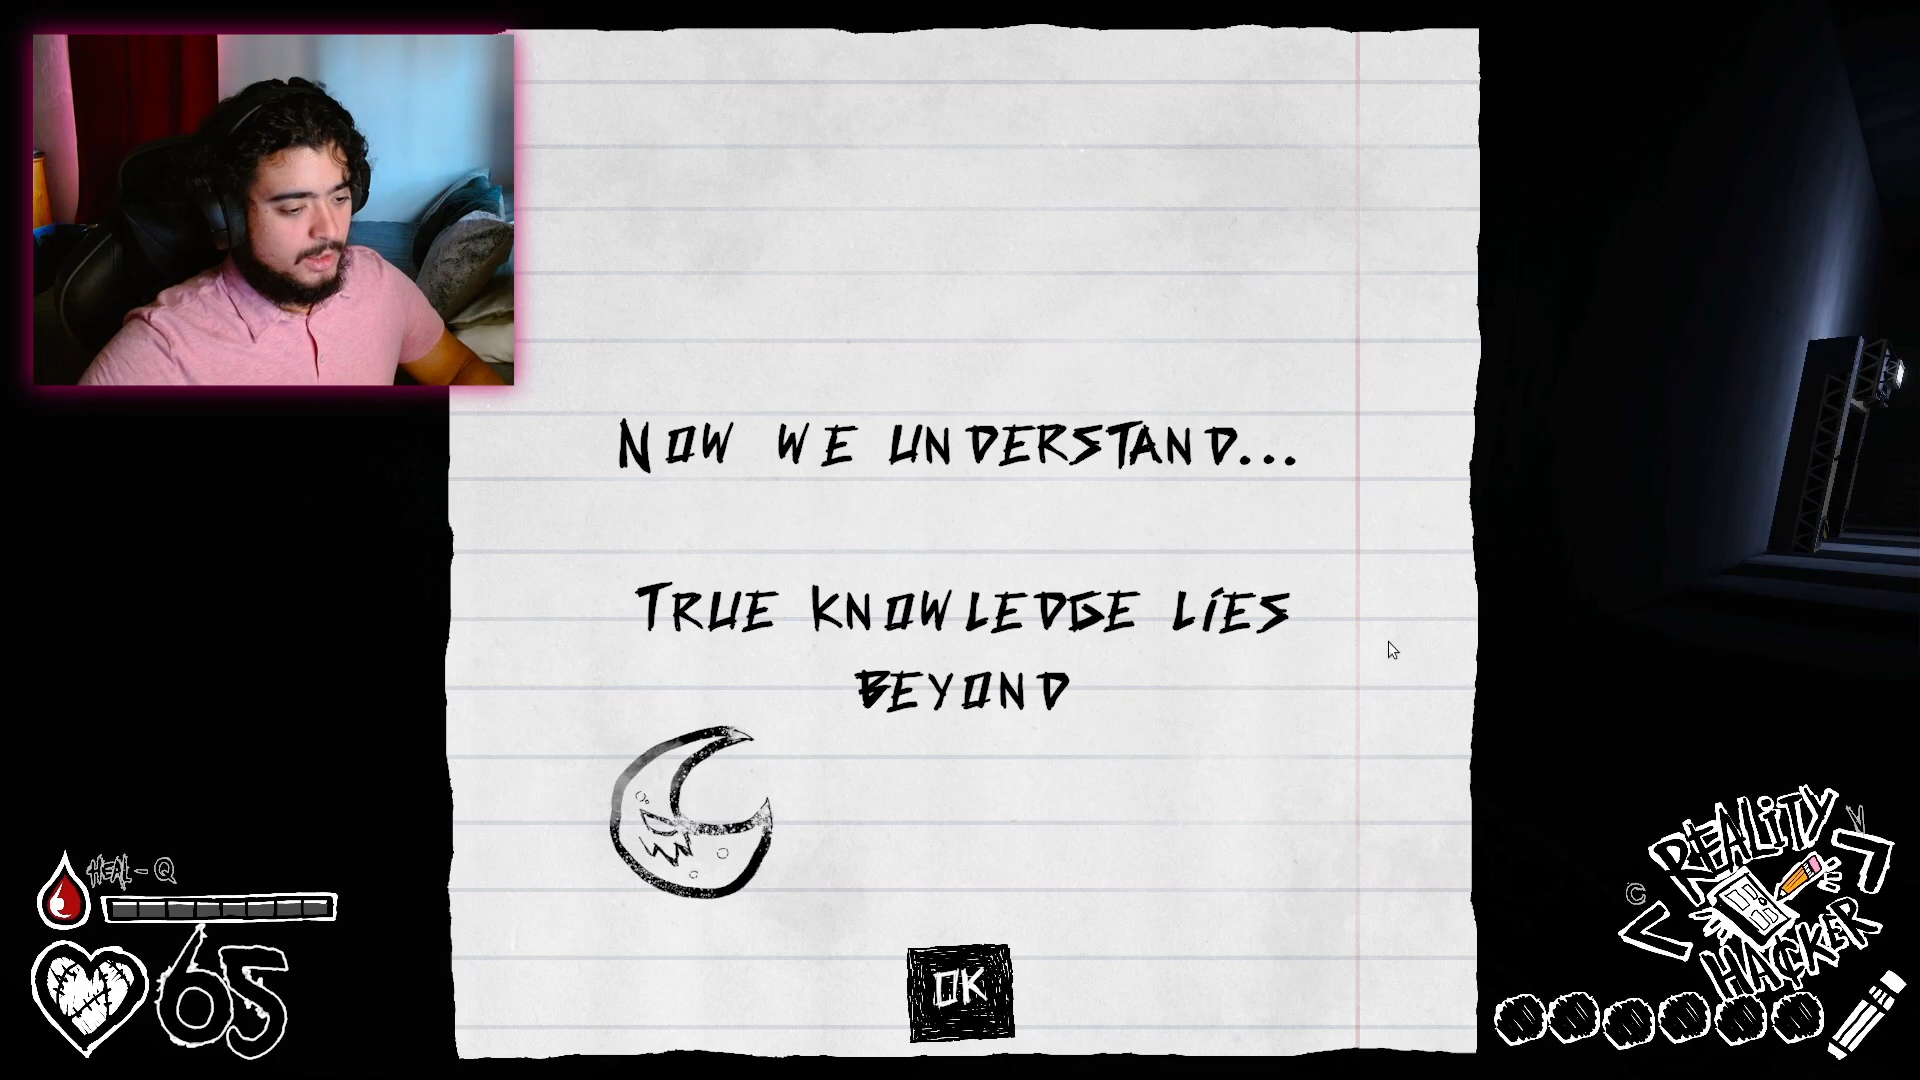 NOW WE UNDERSTAND...
TRUE KNOWLEDGE LIES
BEYOND
OK
HEAL - Q
65
REALITY
HACKER
C
V